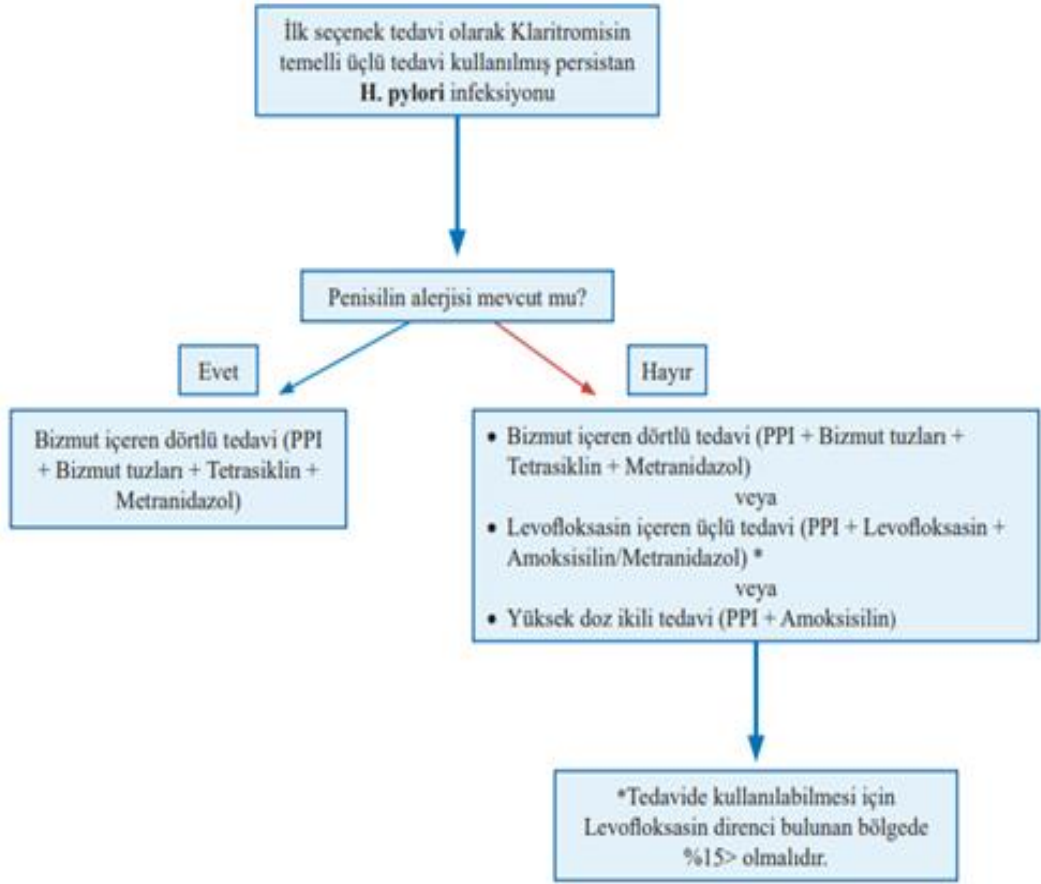 İlk seçenek tedavi olarak Klaritromisin
temelli üçlü tedavi kullanılmış persistan
H. pylori infeksiyonu
Penisilin alerjisi mevcut mu?
Evet
Hayır
Bizmut içeren dörtlü tedavi (PPI
+ Bizmut tuzları + Tetrasiklin +
Metranidazol)
• Bizmut içeren dörtlü tedavi (PPI + Bizmut tuzları +
Tetrasiklin + Metranidazol)
veya
• Levofloksasin içeren üçlü tedavi (PPI + Levofloksasin +
Amoksisilin/Metranidazol) *
veya
• Yüksek doz ikili tedavi (PPI + Amoksisilin)
*Tedavide kullanılabilmesi için
Levofloksasin direnci bulunan bölgede
%15> olmalıdır.